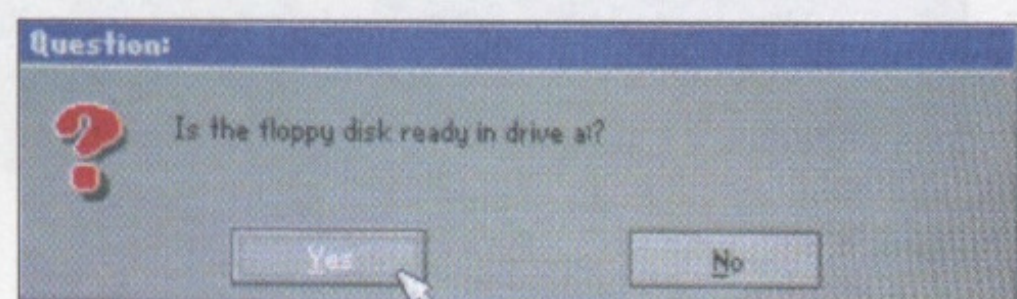 Question:
Is the floppy disk ready in drive a:?
Yes
No